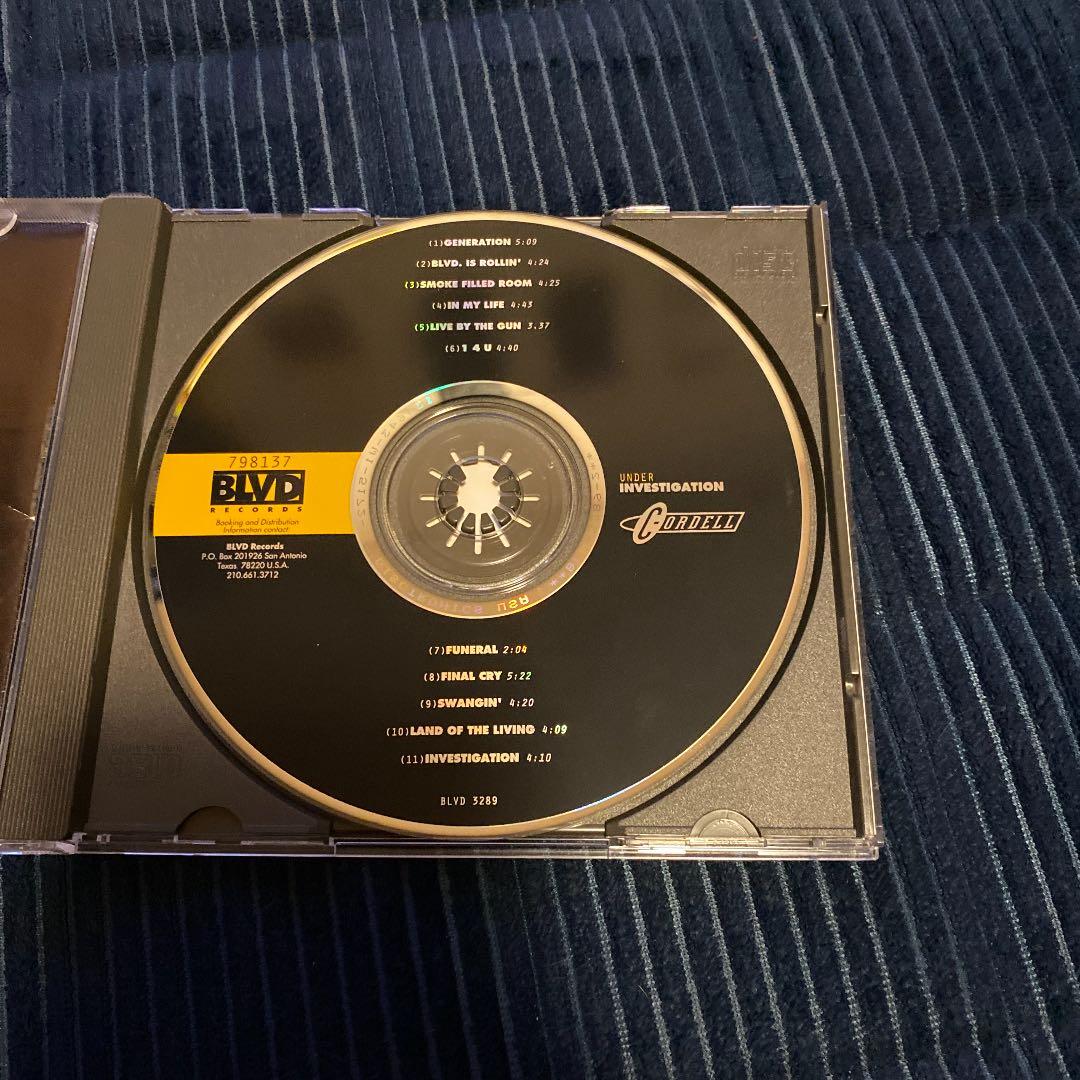 (1)GENERATION 5:09
(2)BLVD. IS ROLLIN' 4:24
(3)SMOKE FILLED ROOM 4:25
(4)IN MY LIFE 4:43
(5)LIVE BY THE GUN 3.37
(6)1 4 U 4:40
798137
BLVD
RECORDS
Booking and Distribution
Information contact:
BLVD Records
P.O. Box 201926 San Antonio
Texas 78220 U.S.A.
210.661.3712
UNDER
INVESTIGATION
CORDELL
(7)FUNERAL 2:04
(8)FINAL CRY 5:22
(9)SWANGIN' 4:20
(10)LAND OF THE LIVING 4:09
(11)INVESTIGATION 4:10
BLVD 3289